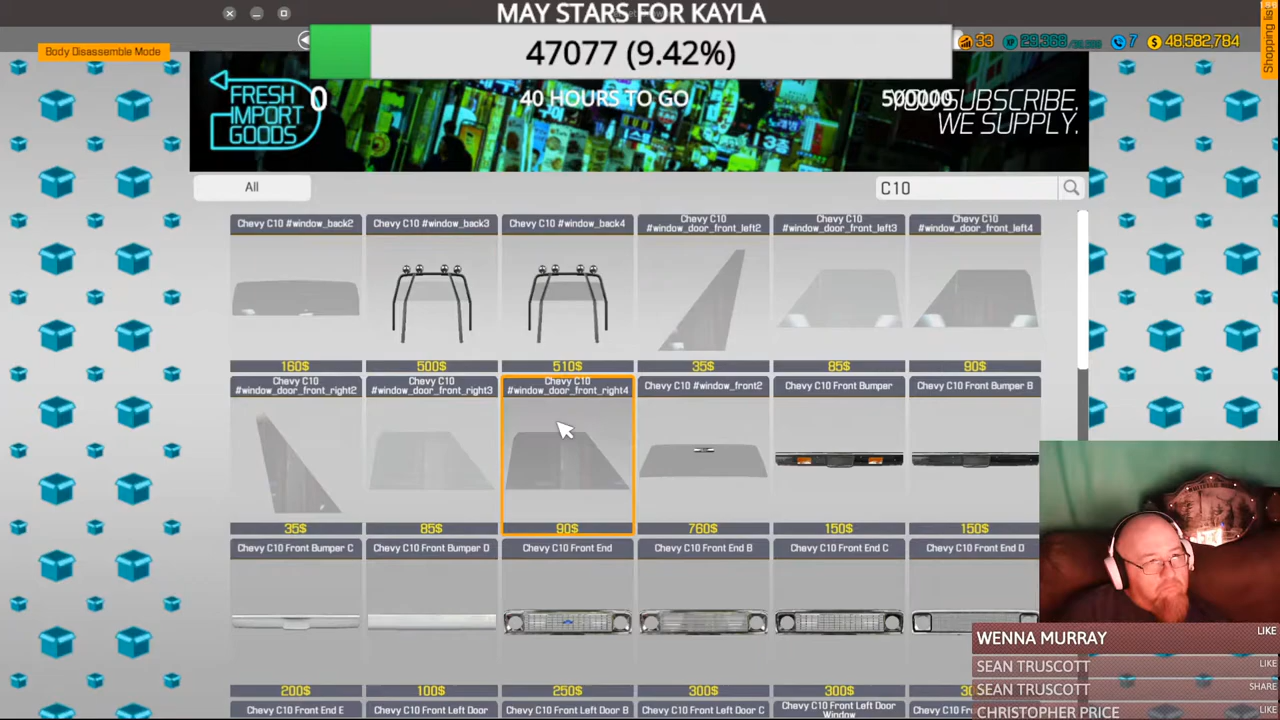 MAY STARS FOR KAYLA
47077 (9.42%)
0
40 HOURS TO GO
500000
Body Disassemble Mode
33
7
48,582,784
Shopping lis
FRESH
IMPORT
GOODS
SUBSCRIBE.
WE SUPPLY.
All
C10
Chevy C10 #window_back2
Chevy C10 #window_back3
Chevy C10 #window_back4
Chevy C10
#window_door_front_left2
Chevy C10
#window_door_front_left3
Chevy C10
#window_door_front_left4
160$
500$
510$
35$
85$
90$
Chevy C10
#window_door_front_right2
Chevy C10
#window_door_front_right3
Chevy C10
#window_door_front_right4
Chevy C10 #window_front2
Chevy C10 Front Bumper
Chevy C10 Front Bumper B
35$
85$
90$
760$
150$
150$
Chevy C10 Front Bumper C
Chevy C10 Front Bumper D
Chevy C10 Front End
Chevy C10 Front End B
Chevy C10 Front End C
Chevy C10 Front End D
200$
100$
250$
300$
300$
Chevy C10 Front End E
Chevy C10 Front Left Door
Chevy C10 Front Left Door B
Chevy C10 Front Left Door C
Chevy C10 Front Left Door
Window
WENNA MURRAY LIKE
SEAN TRUSCOTT LIKE
SEAN TRUSCOTT SHARE
CHRISTOPHER PRICE LIKE